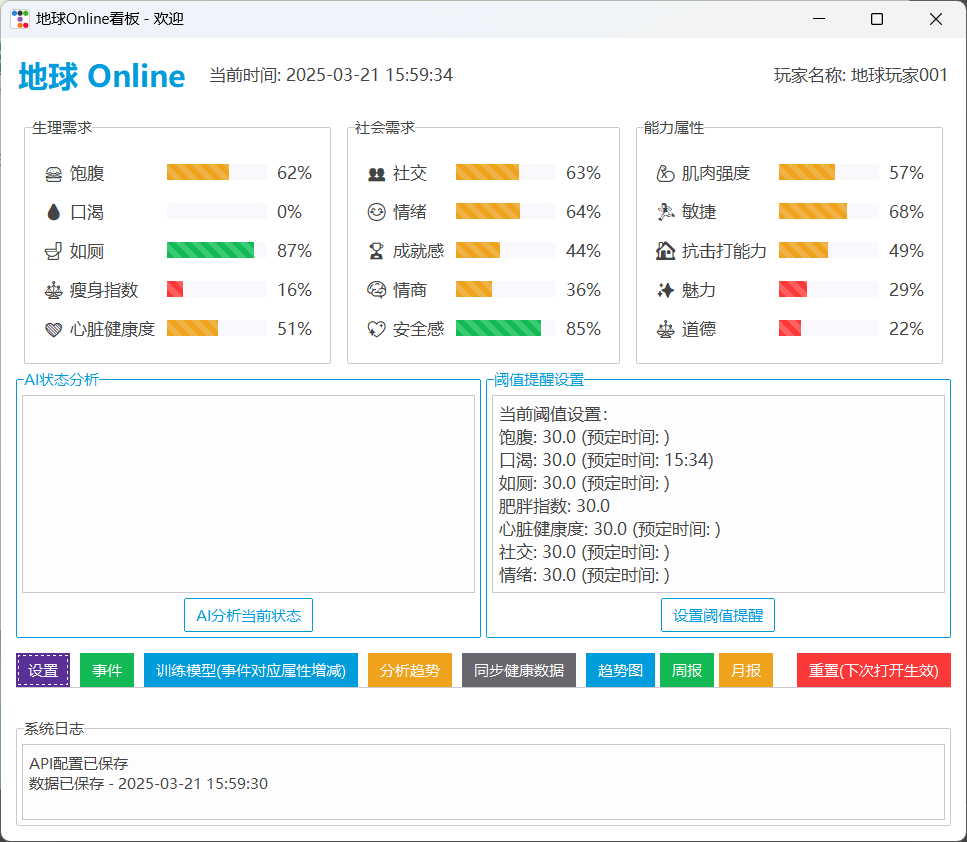 地球Online看板 - 欢迎
地球 Online 当前时间: 2025-03-21 15:59:34 玩家名称: 地球玩家001
生理需求
饱腹 62%
口渴 0%
如厕 87%
瘦身指数 16%
心脏健康度 51%
社会需求
社交 63%
情绪 64%
成就感 44%
情商 36%
安全感 85%
能力属性
肌肉强度 57%
敏捷 68%
抗击打能力 49%
魅力 29%
道德 22%
AI状态分析
AI分析当前状态
阈值提醒设置
当前阈值设置:
饱腹: 30.0 (预定时间: )
口渴: 30.0 (预定时间: 15:34)
如厕: 30.0 (预定时间: )
肥胖指数: 30.0
心脏健康度: 30.0 (预定时间: )
社交: 30.0 (预定时间: )
情绪: 30.0 (预定时间: )
设置阈值提醒
设置 事件 训练模型(事件对应属性增减) 分析趋势 同步健康数据 趋势图 周报 月报 重置(下次打开生效)
系统日志
API配置已保存
数据已保存 - 2025-03-21 15:59:30